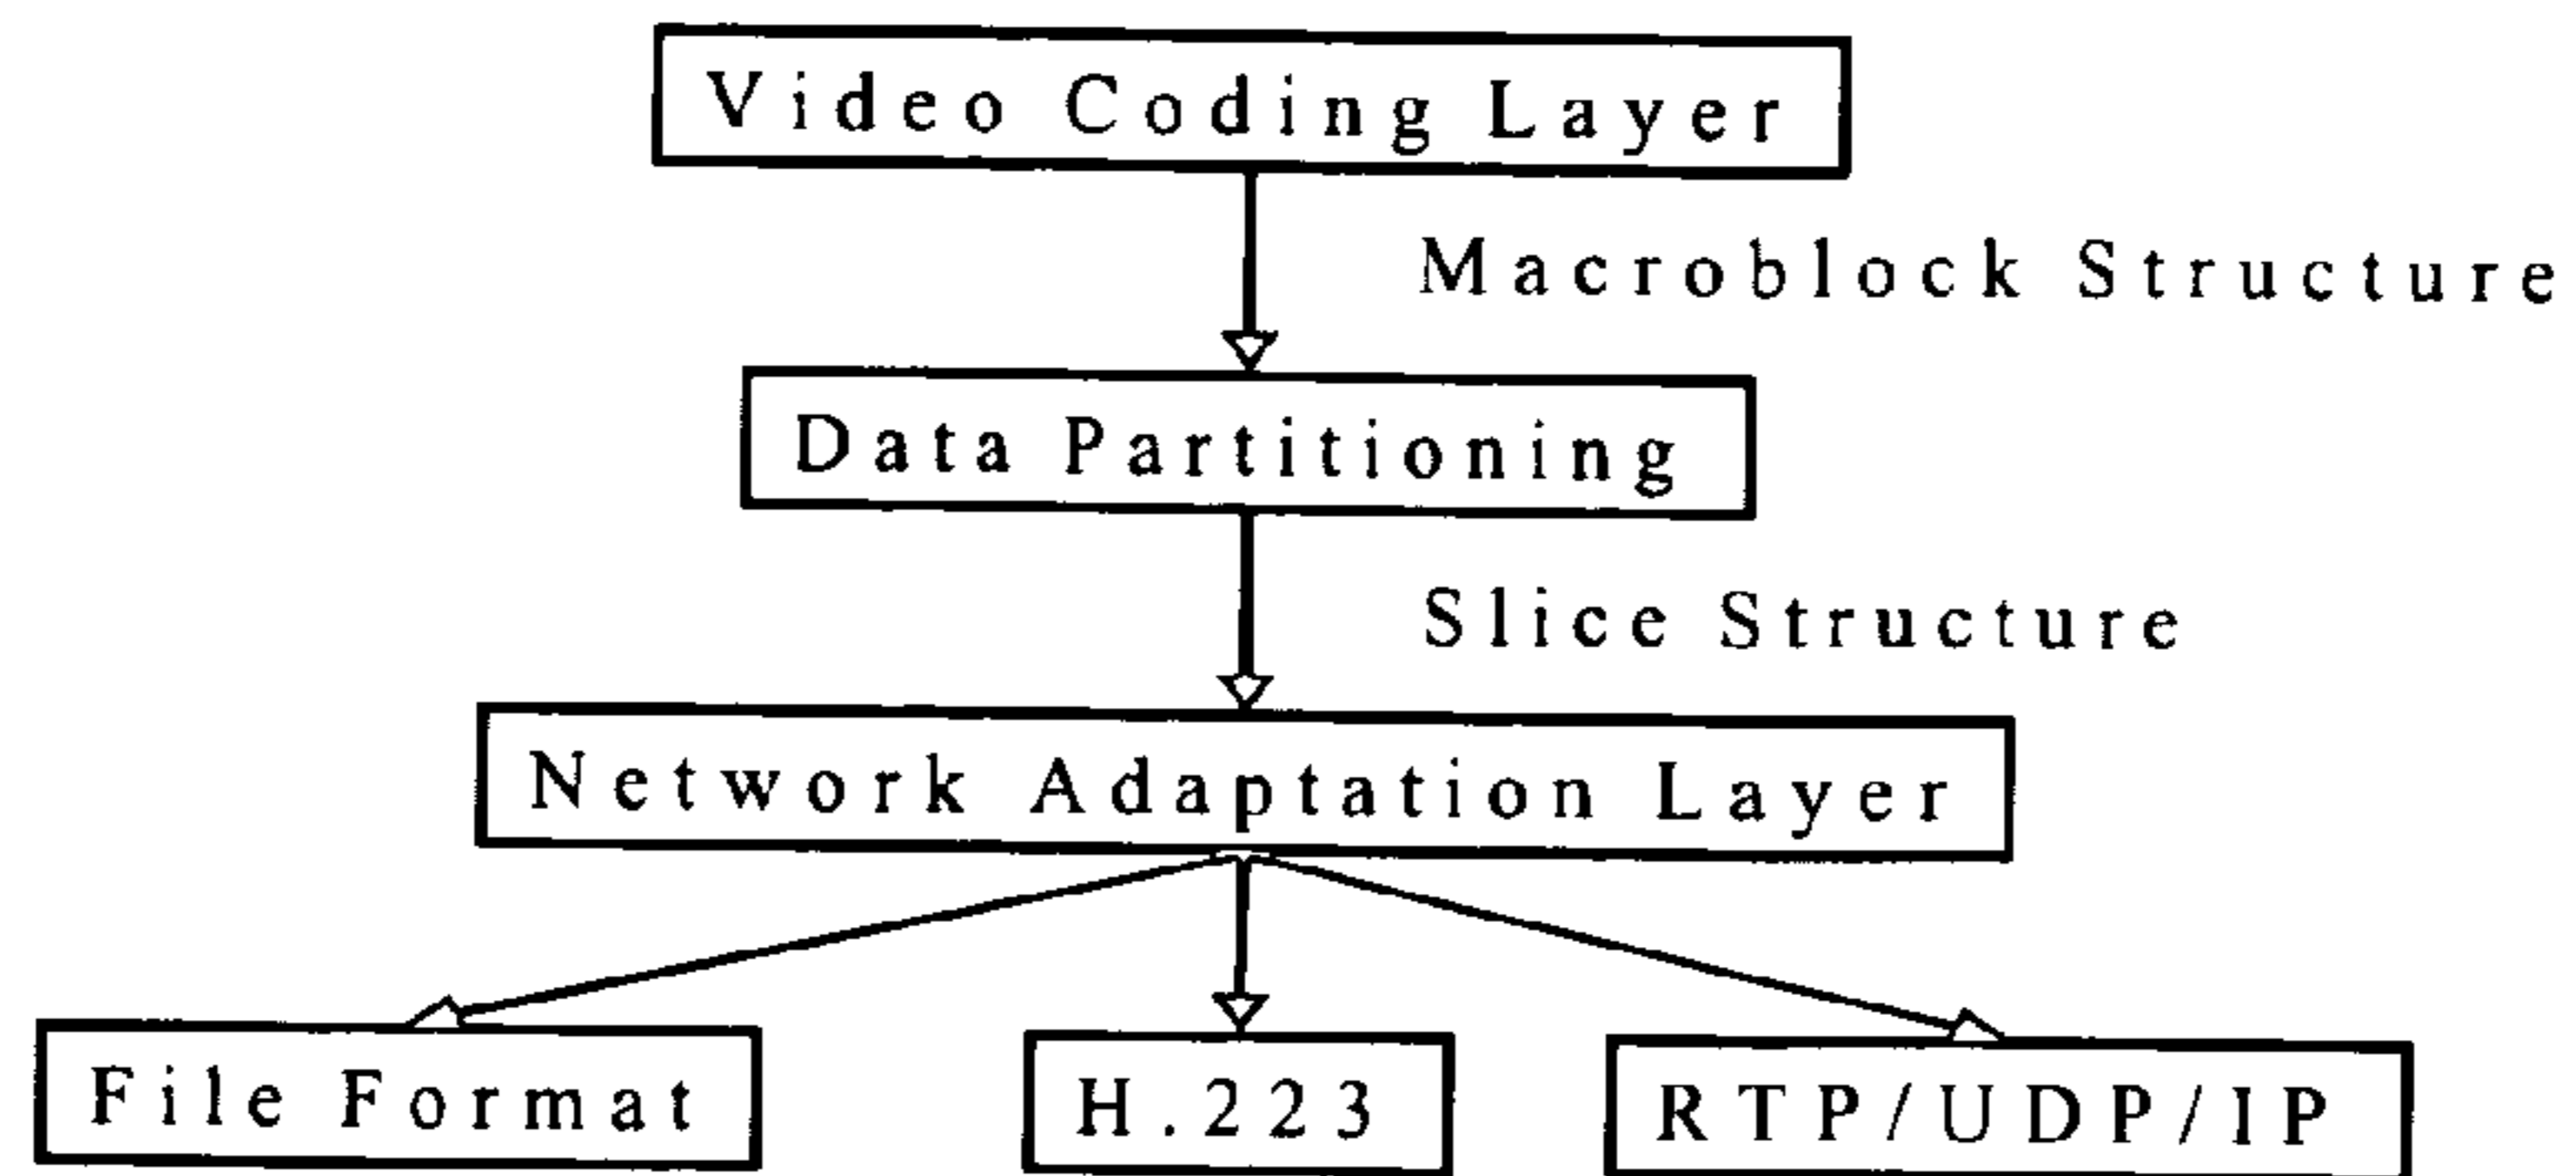 Video Coding Layer
Macroblock Structure
Data Partitioning
Slice Structure
Network Adaptation Layer
File Format
H.223
RTP/UDP/IP